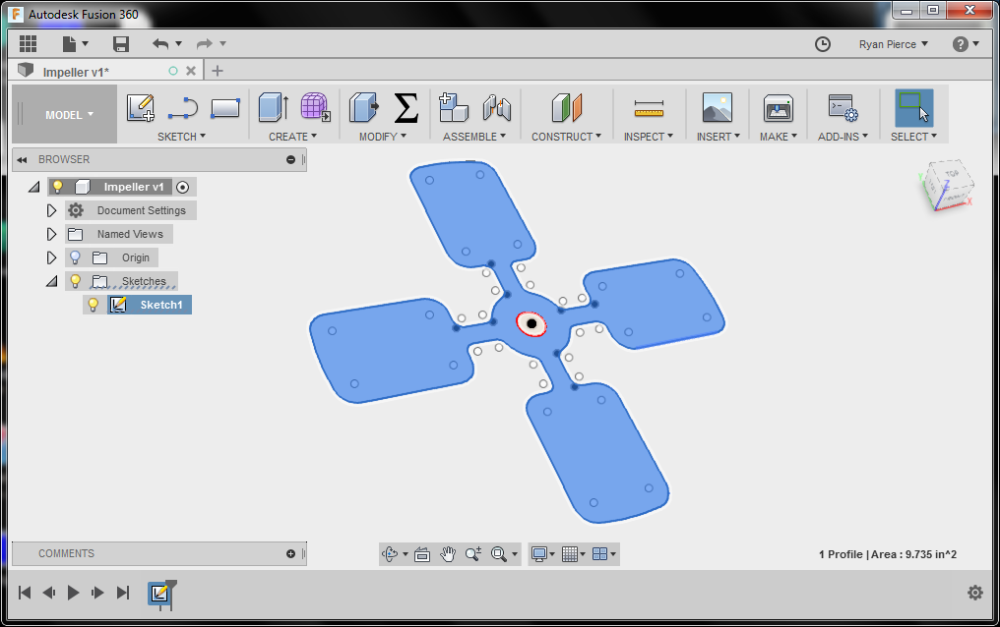 F Autodesk Fusion 360
Ryan Pierce
?
Impeller v1*
MODEL
SKETCH CREATE MODIFY ASSEMBLE CONSTRUCT INSPECT INSERT MAKE ADD-INS SELECT
BROWSER
Impeller v1
Document Settings
Named Views
Origin
Sketches
Sketch1
TOP
Y Z X
COMMENTS
1 Profile | Area : 9.735 in^2